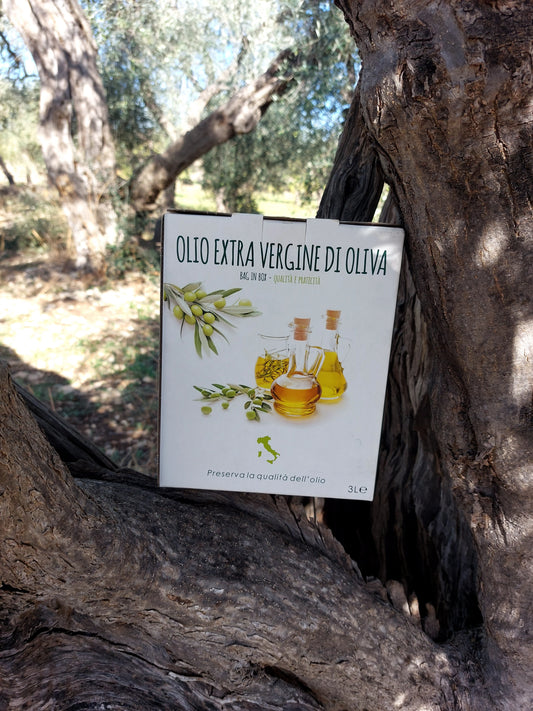 OLIO EXTRA VERGINE DI OLIVA
BAG IN BOX - QUALITÀ E PRATICITÀ
Preserva la qualità dell'olio
3L℮